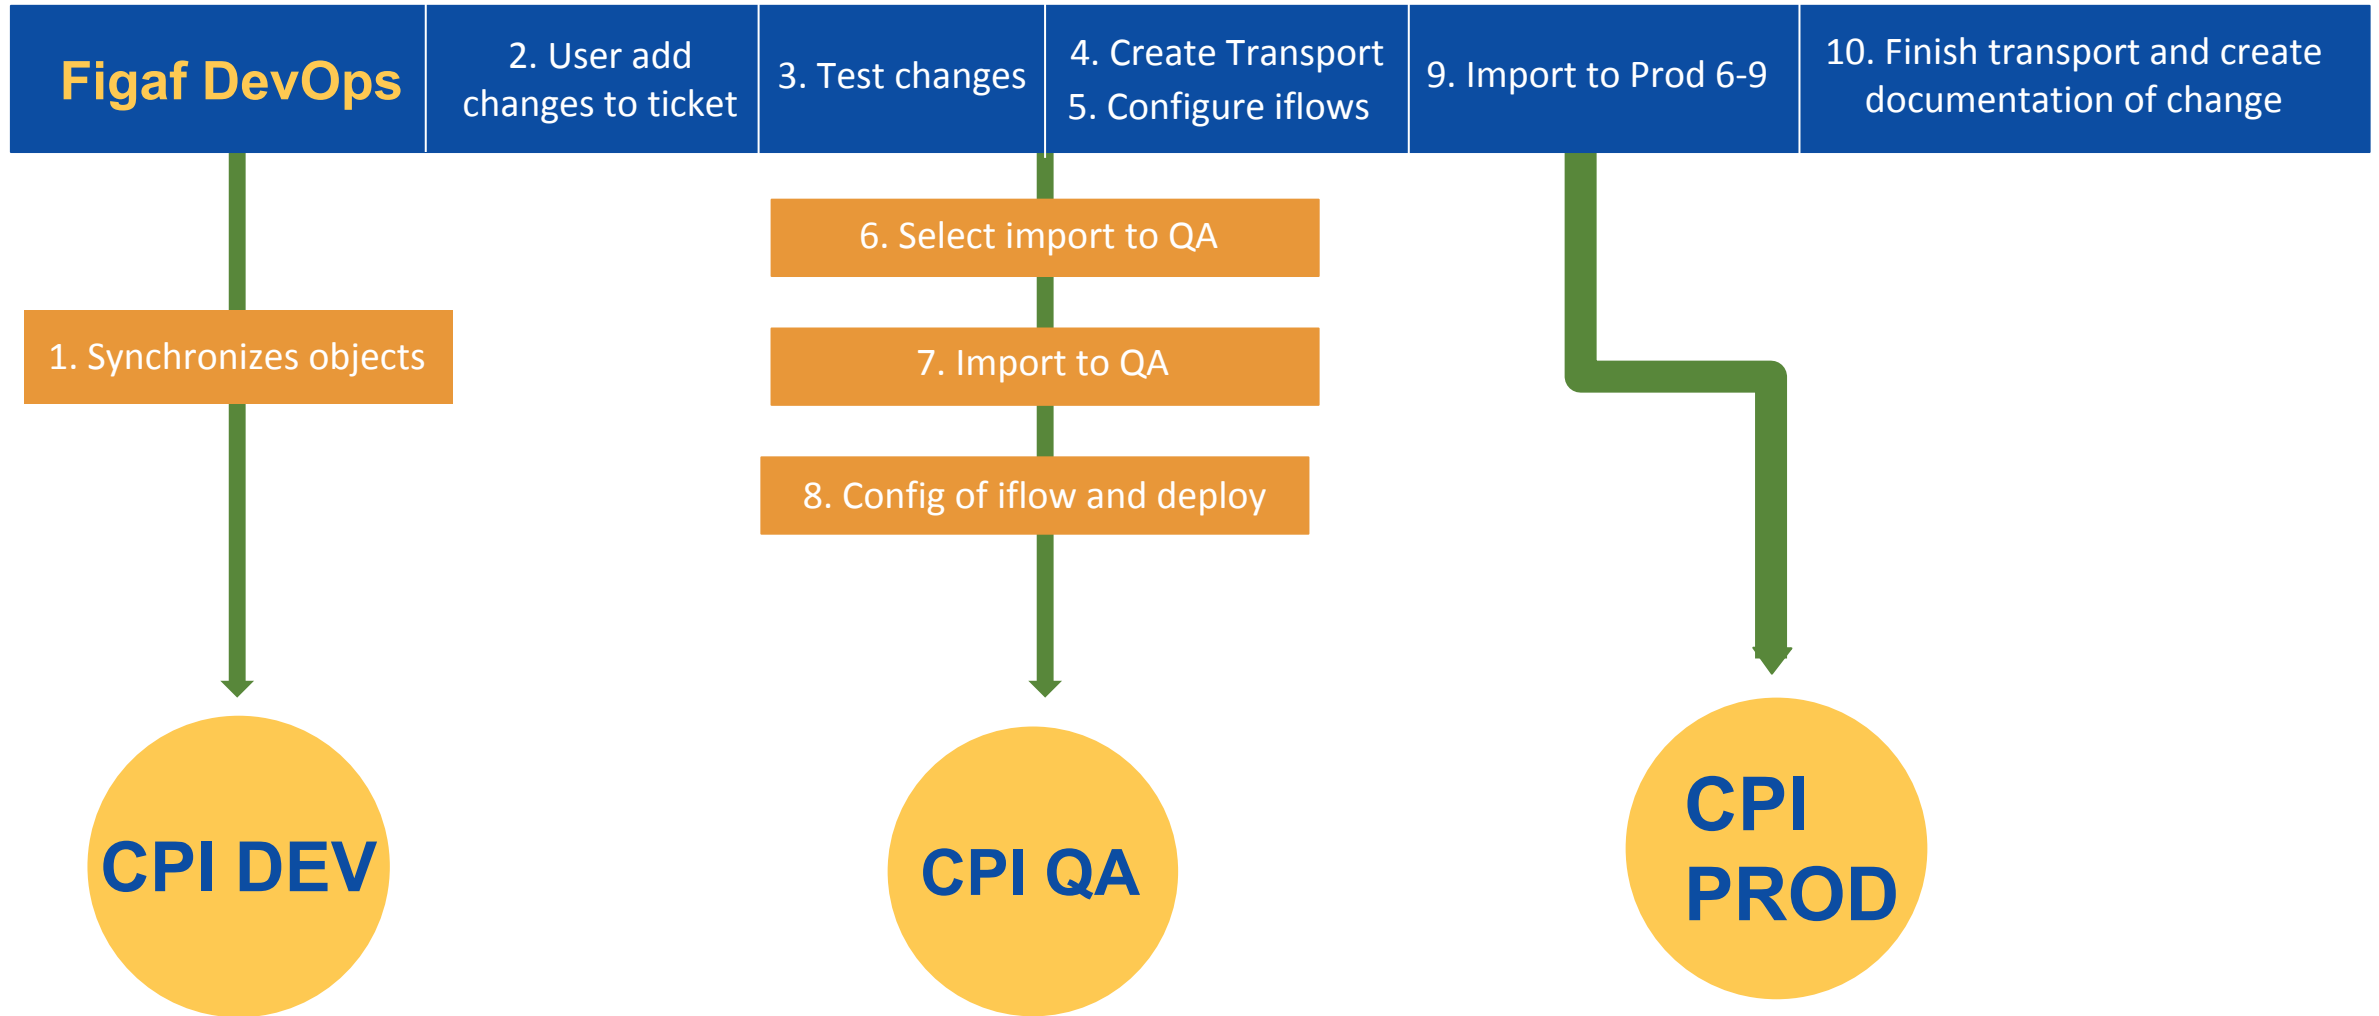 Figaf DevOps
2. User add
changes to ticket
3. Test changes
4. Create Transport
5. Configure iflows
9. Import to Prod 6-9
10. Finish transport and create
documentation of change
1. Synchronizes objects
6. Select import to QA
7. Import to QA
8. Config of iflow and deploy
CPI DEV
CPI QA
CPI
PROD